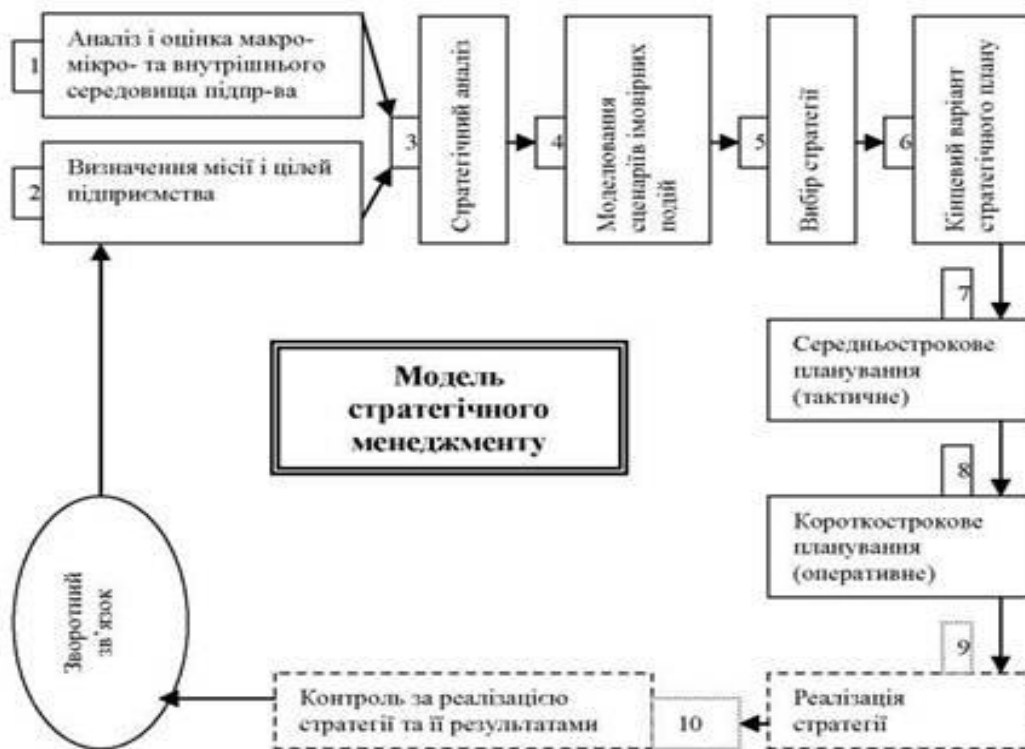 1
Аналіз і оцінка макро-
мікро- та внутрішнього
середовища підпр-ва
2
Визначення місії і цілей
підприємства
3
Стратегічний аналіз
4
Моделювання
сценаріїв імовірних
подій
5
Вибір стратегії
6
Кінцевий варіант
стратегічного плану
7
Середньострокове
планування
(тактичне)
Модель
стратегічного
менеджменту
8
Короткострокове
планування
(оперативне)
9
Реалізація
стратегії
10
Контроль за реалізацією
стратегії та її результатами
Зворотний
зв’язок